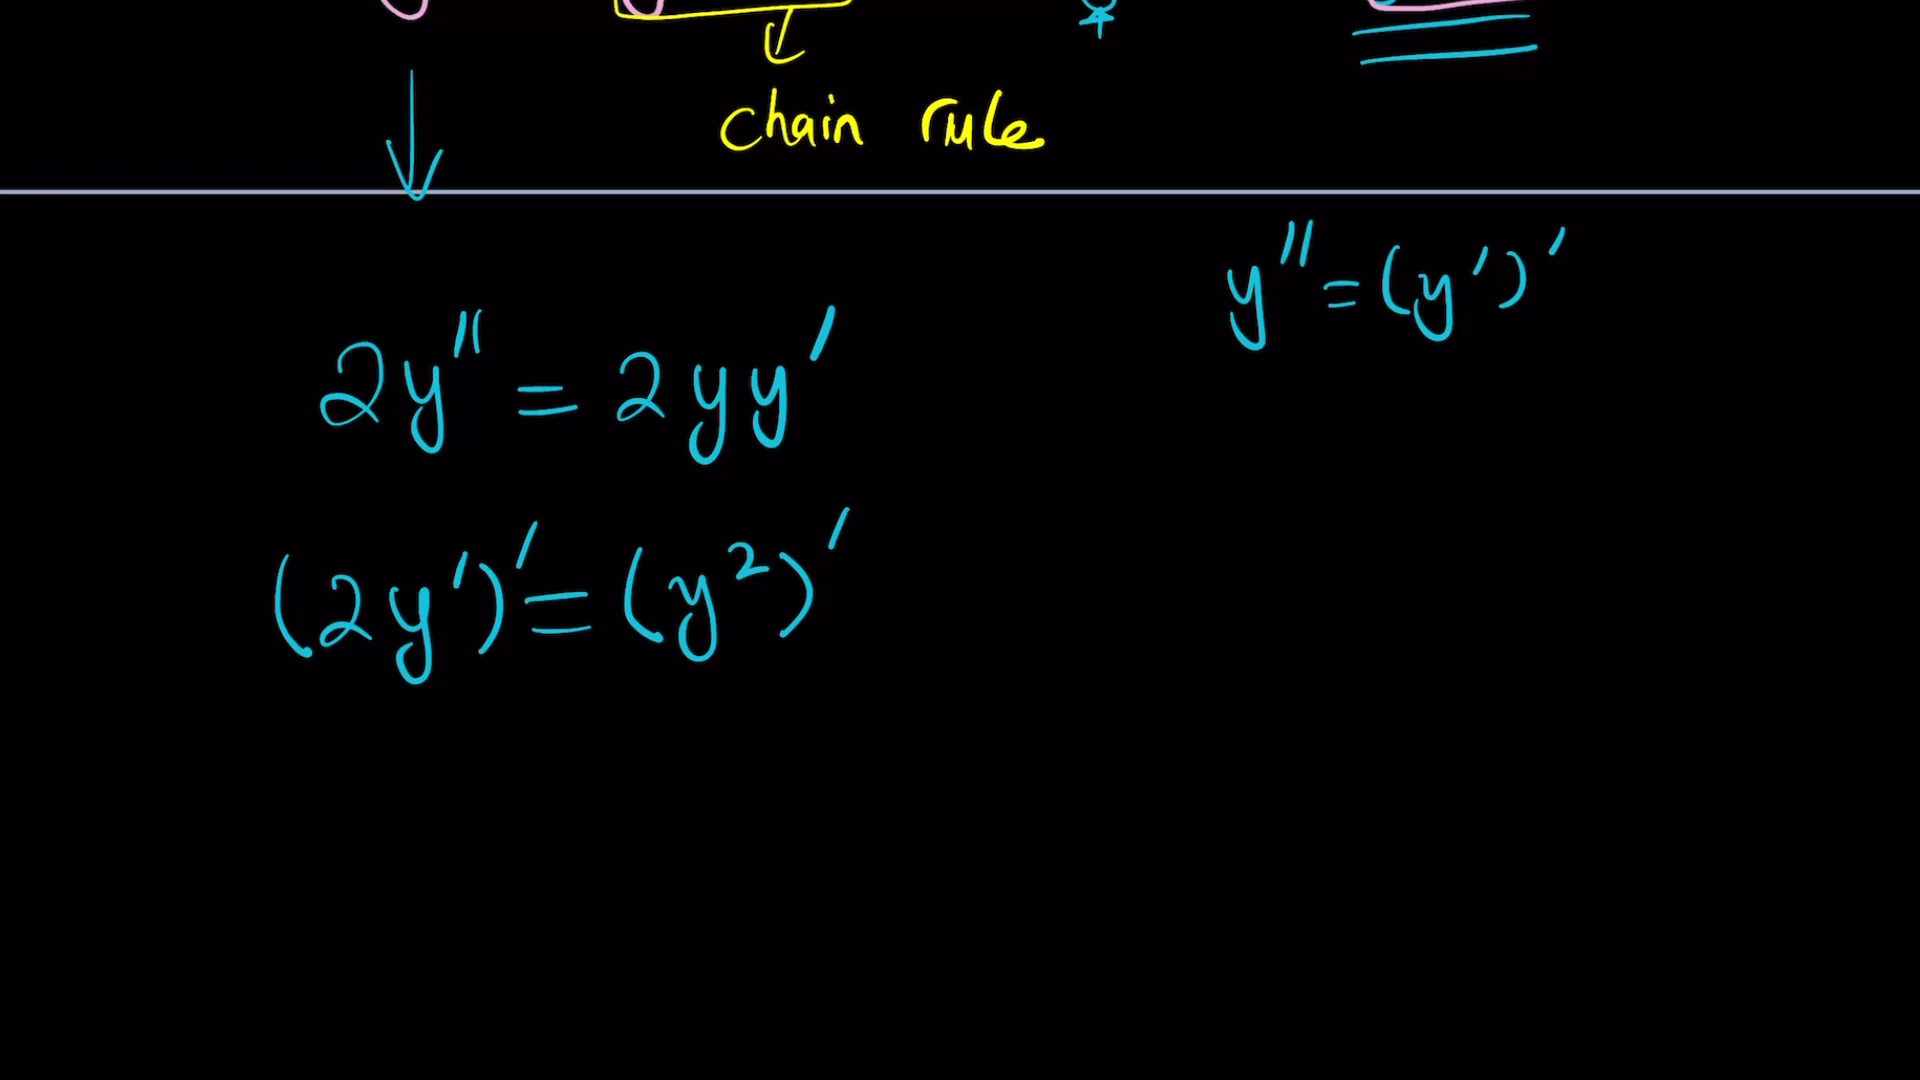 chain rule
y'' = (y')'
2y'' = 2yy'
(2y')' = (y²)'